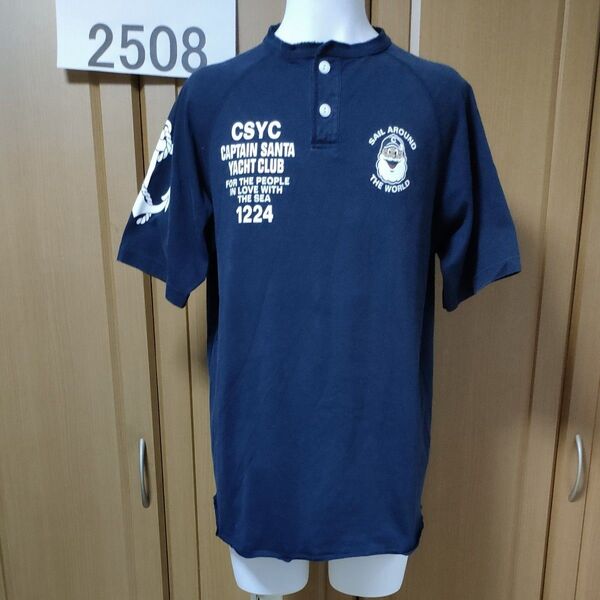 2508
CSYC
CAPTAIN SANTA
YACHT CLUB
FOR THE PEOPLE
IN LOVE WITH
THE SEA
1224
SAIL AROUND
THE WORLD